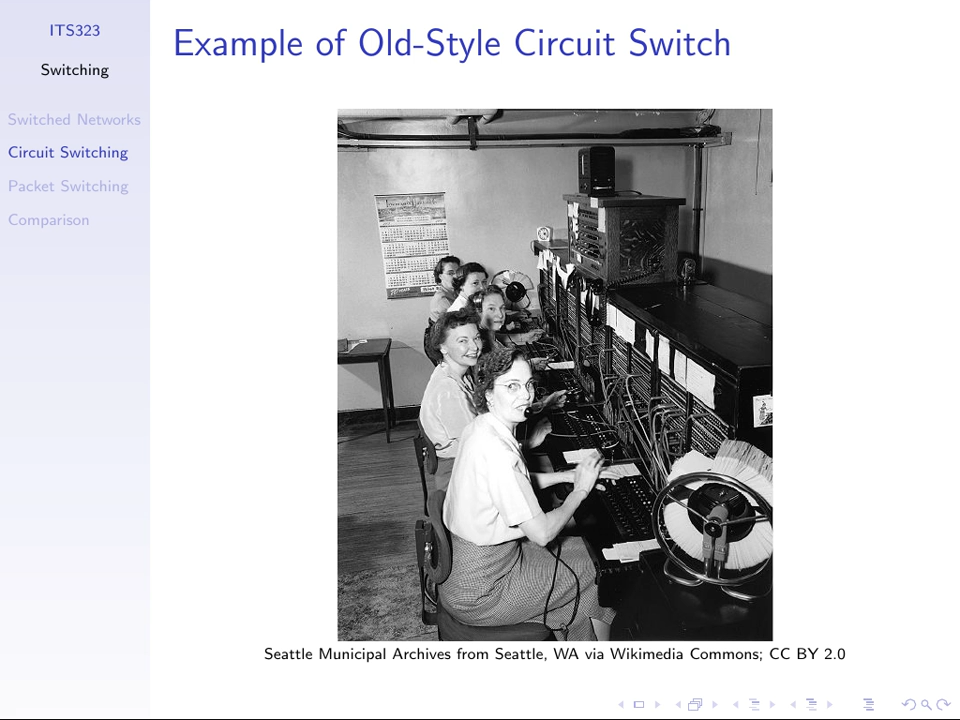 ITS323
Switching
Switched Networks
Circuit Switching
Packet Switching
Comparison
Example of Old-Style Circuit Switch
Seattle Municipal Archives from Seattle, WA via Wikimedia Commons; CC BY 2.0